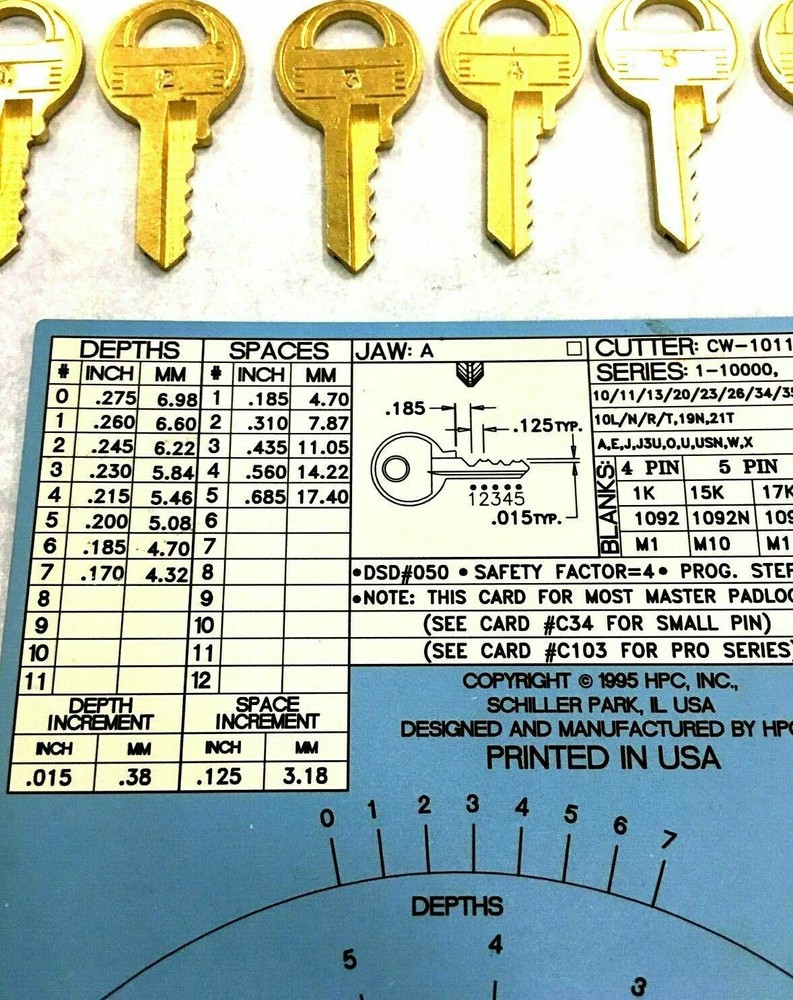 1 2 3 4 5
DEPTHS SPACES JAW: A CUTTER: CW-1011
# INCH MM # INCH MM SERIES: 1-10000,
0 .275 6.98 1 .185 4.70
1 .260 6.60 2 .310 7.87
2 .245 6.22 3 .435 11.05
3 .230 5.84 4 .560 14.22
4 .215 5.46 5 .685 17.40
5 .200 5.08 6
6 .185 4.70 7
7 .170 4.32 8
8 9
9 10
10 11
11 12
DEPTH INCREMENT SPACE INCREMENT
INCH MM INCH MM
.015 .38 .125 3.18
.185
.125 TYP.
12345
.015 TYP.
10/11/13/20/23/26/34/35
10L/N/R/T,19N,21T
A,E,J,J3U,O,U,USN,W,X
BLANKS 4 PIN 5 PIN
1K 15K 17K
1092 1092N 109
M1 M10 M1
•DSD#050 • SAFETY FACTOR=4• PROG. STEP
•NOTE: THIS CARD FOR MOST MASTER PADLOC
(SEE CARD #C34 FOR SMALL PIN)
(SEE CARD #C103 FOR PRO SERIES)
COPYRIGHT © 1995 HPC, INC.,
SCHILLER PARK, IL USA
DESIGNED AND MANUFACTURED BY HPC
PRINTED IN USA
0 1 2 3 4 5 6 7
DEPTHS
5 4 3